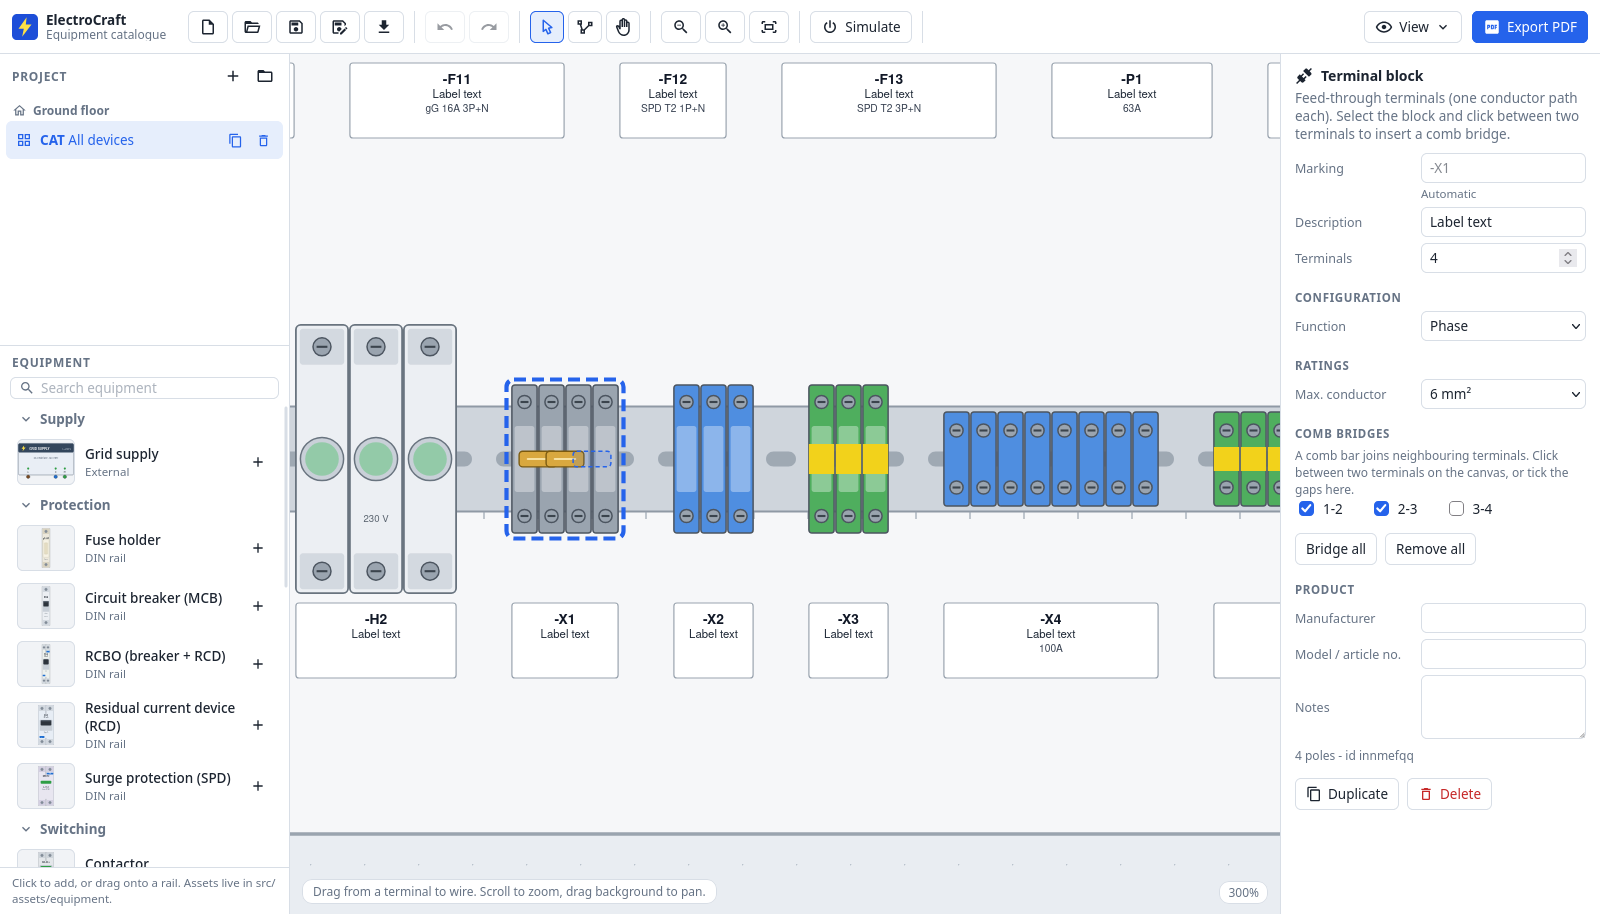 ElectroCraft
Equipment catalogue
Simulate
View
PDF
Export PDF
PROJECT
Ground floor
CAT All devices
EQUIPMENT
Search equipment
Supply
Grid supply
External
Protection
Fuse holder
DIN rail
Circuit breaker (MCB)
DIN rail
RCBO (breaker + RCD)
DIN rail
Residual current device
(RCD)
DIN rail
Surge protection (SPD)
DIN rail
Switching
Contactor
Click to add, or drag onto a rail. Assets live in src/
assets/equipment.
-F11
Label text
gG 16A 3P+N
-F12
Label text
SPD T2 1P+N
-F13
Label text
SPD T2 3P+N
-P1
Label text
63A
230 V
-H2
Label text
-X1
Label text
-X2
Label text
-X3
Label text
-X4
Label text
100A
Drag from a terminal to wire. Scroll to zoom, drag background to pan.
300%
Terminal block
Feed-through terminals (one conductor path
each). Select the block and click between two
terminals to insert a comb bridge.
Marking
-X1
Automatic
Description
Label text
Terminals
4
CONFIGURATION
Function
Phase
RATINGS
Max. conductor
6 mm²
COMB BRIDGES
A comb bar joins neighbouring terminals. Click
between two terminals on the canvas, or tick the
gaps here.
1-2
2-3
3-4
Bridge all
Remove all
PRODUCT
Manufacturer
Model / article no.
Notes
4 poles - id innmefqq
Duplicate
Delete